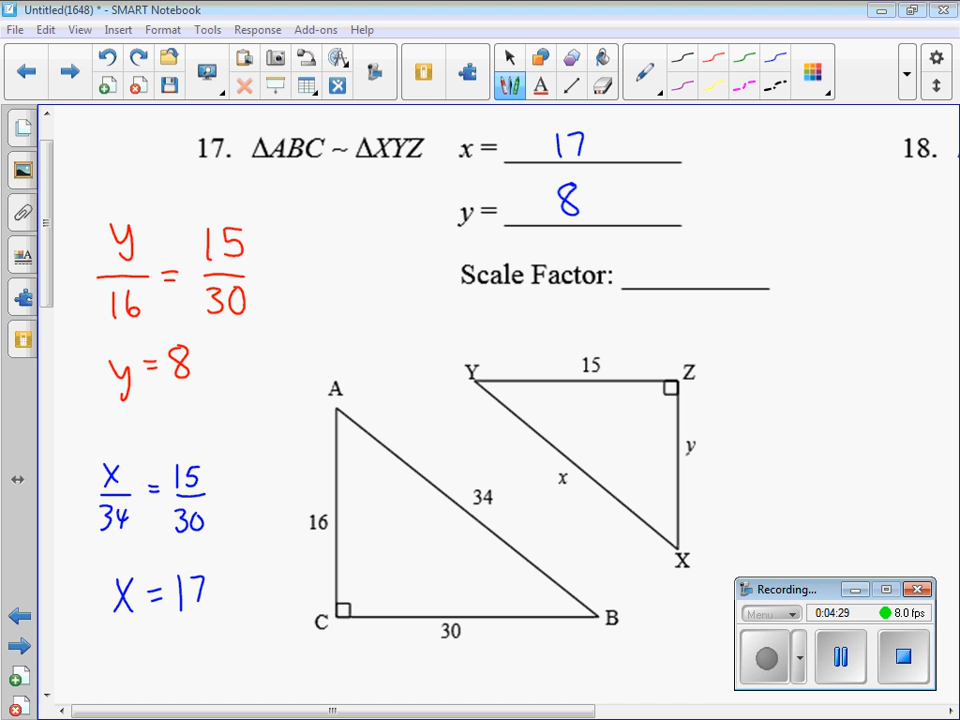 Untitled(1648) * - SMART Notebook
File Edit View Insert Format Tools Response Add-ons Help
17. ΔABC ~ ΔXYZ x = 17
18.
y = 8
Scale Factor:
y/16 = 15/30
y = 8
x/34 = 15/30
x = 17
Y 15 Z
A
y
x
34
16
X
C
B
30
Recording...
Menu 0:04:29 8.0 fps